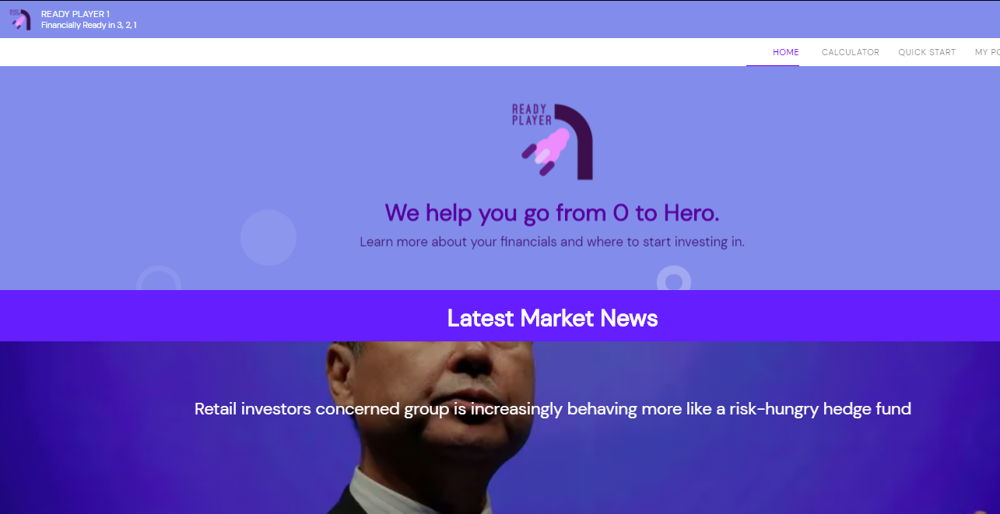 READY PLAYER 1
Financially Ready in 3, 2, 1
HOME CALCULATOR QUICK START MY PO
READY
PLAYER
We help you go from 0 to Hero.
Learn more about your financials and where to start investing in.
Latest Market News
Retail investors concerned group is increasingly behaving more like a risk-hungry hedge fund